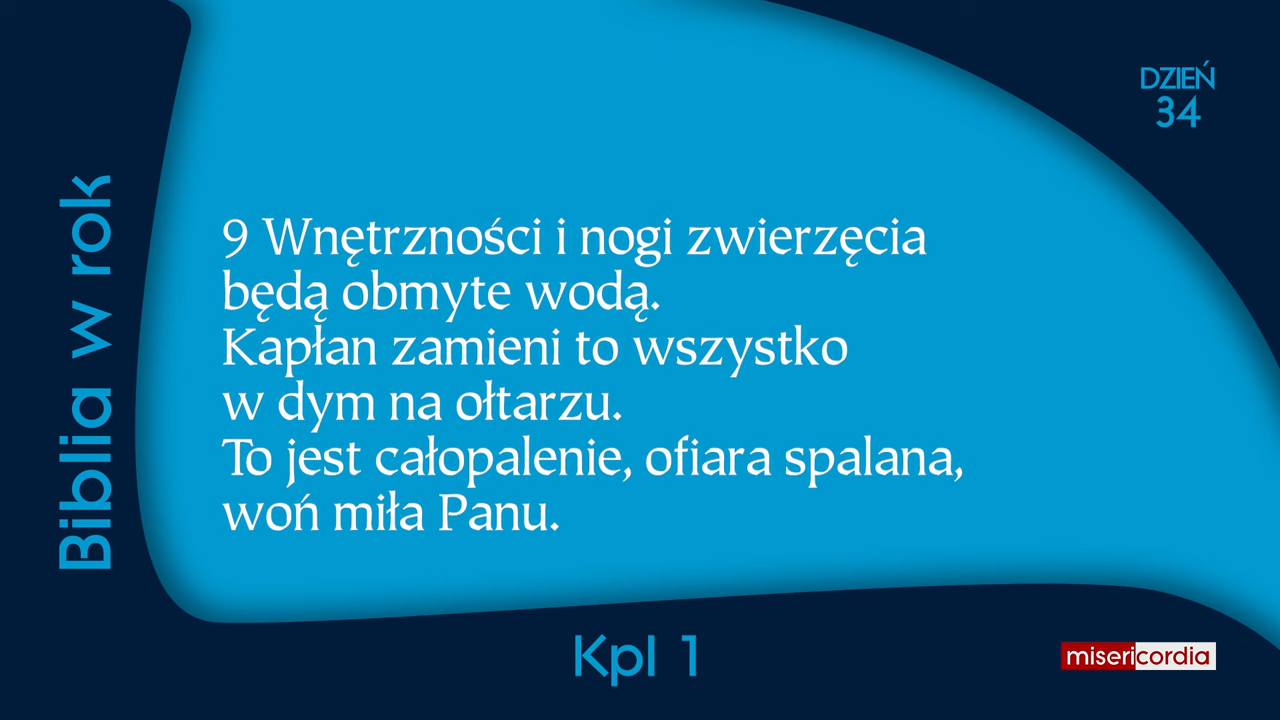 DZIEŃ
34
Biblia w rok
9 Wnętrzności i nogi zwierzęcia
będą obmyte wodą.
Kapłan zamieni to wszystko
w dym na ołtarzu.
To jest całopalenie, ofiara spalana,
woń miła Panu.
Kpl 1
misericordia